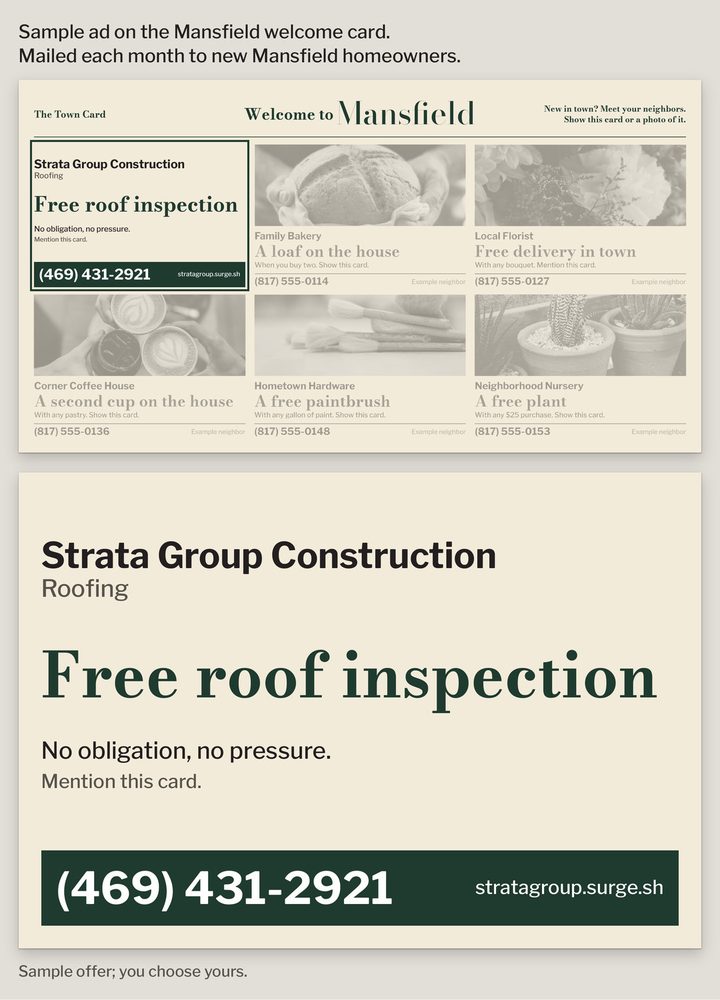 Sample ad on the Mansfield welcome card.
Mailed each month to new Mansfield homeowners.
The Town Card
Welcome to Mansfield
New in town? Meet your neighbors.
Show this card or a photo of it.
Strata Group Construction
Roofing
Free roof inspection
No obligation, no pressure.
Mention this card.
(469) 431-2921 stratagroup.surge.sh
Family Bakery
A loaf on the house
When you buy two. Show this card.
(817) 555-0114 Example neighbor
Local Florist
Free delivery in town
With any bouquet. Mention this card.
(817) 555-0127 Example neighbor
Corner Coffee House
A second cup on the house
With any pastry. Show this card.
(817) 555-0136 Example neighbor
Hometown Hardware
A free paintbrush
With any gallon of paint. Show this card.
(817) 555-0148 Example neighbor
Neighborhood Nursery
A free plant
With any $25 purchase. Show this card.
(817) 555-0153 Example neighbor
Strata Group Construction
Roofing
Free roof inspection
No obligation, no pressure.
Mention this card.
(469) 431-2921 stratagroup.surge.sh
Sample offer; you choose yours.